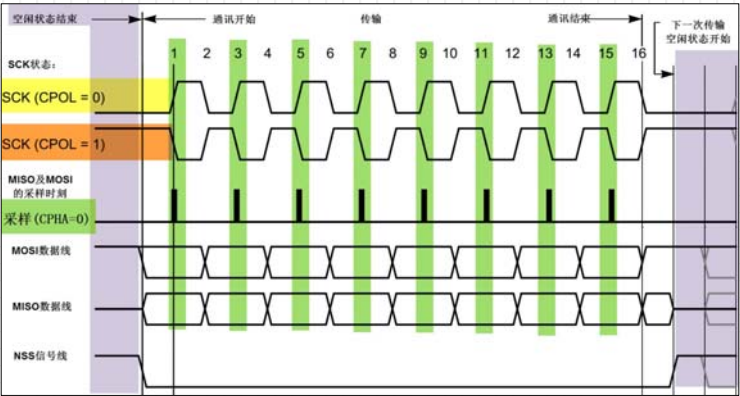 空闲状态结束 通讯开始 传输 通讯结束 下一次传输
空闲状态开始
SCK状态:
1 2 3 4 5 6 7 8 9 10 11 12 13 14 15 16
SCK (CPOL = 0)
SCK (CPOL = 1)
MISO及MOSI
的采样时刻
采样(CPHA=0)
MOSI数据线
MISO数据线
NSS信号线